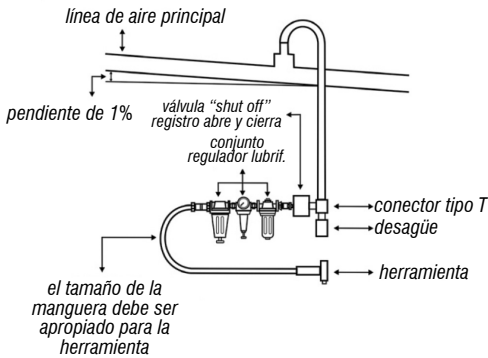 línea de aire principal
pendiente de 1%
válvula “shut off”
registro abre y cierra
conjunto
regulador lubrif.
conector tipo T
desagüe
herramienta
el tamaño de la
manguera debe ser
apropiado para la
herramienta